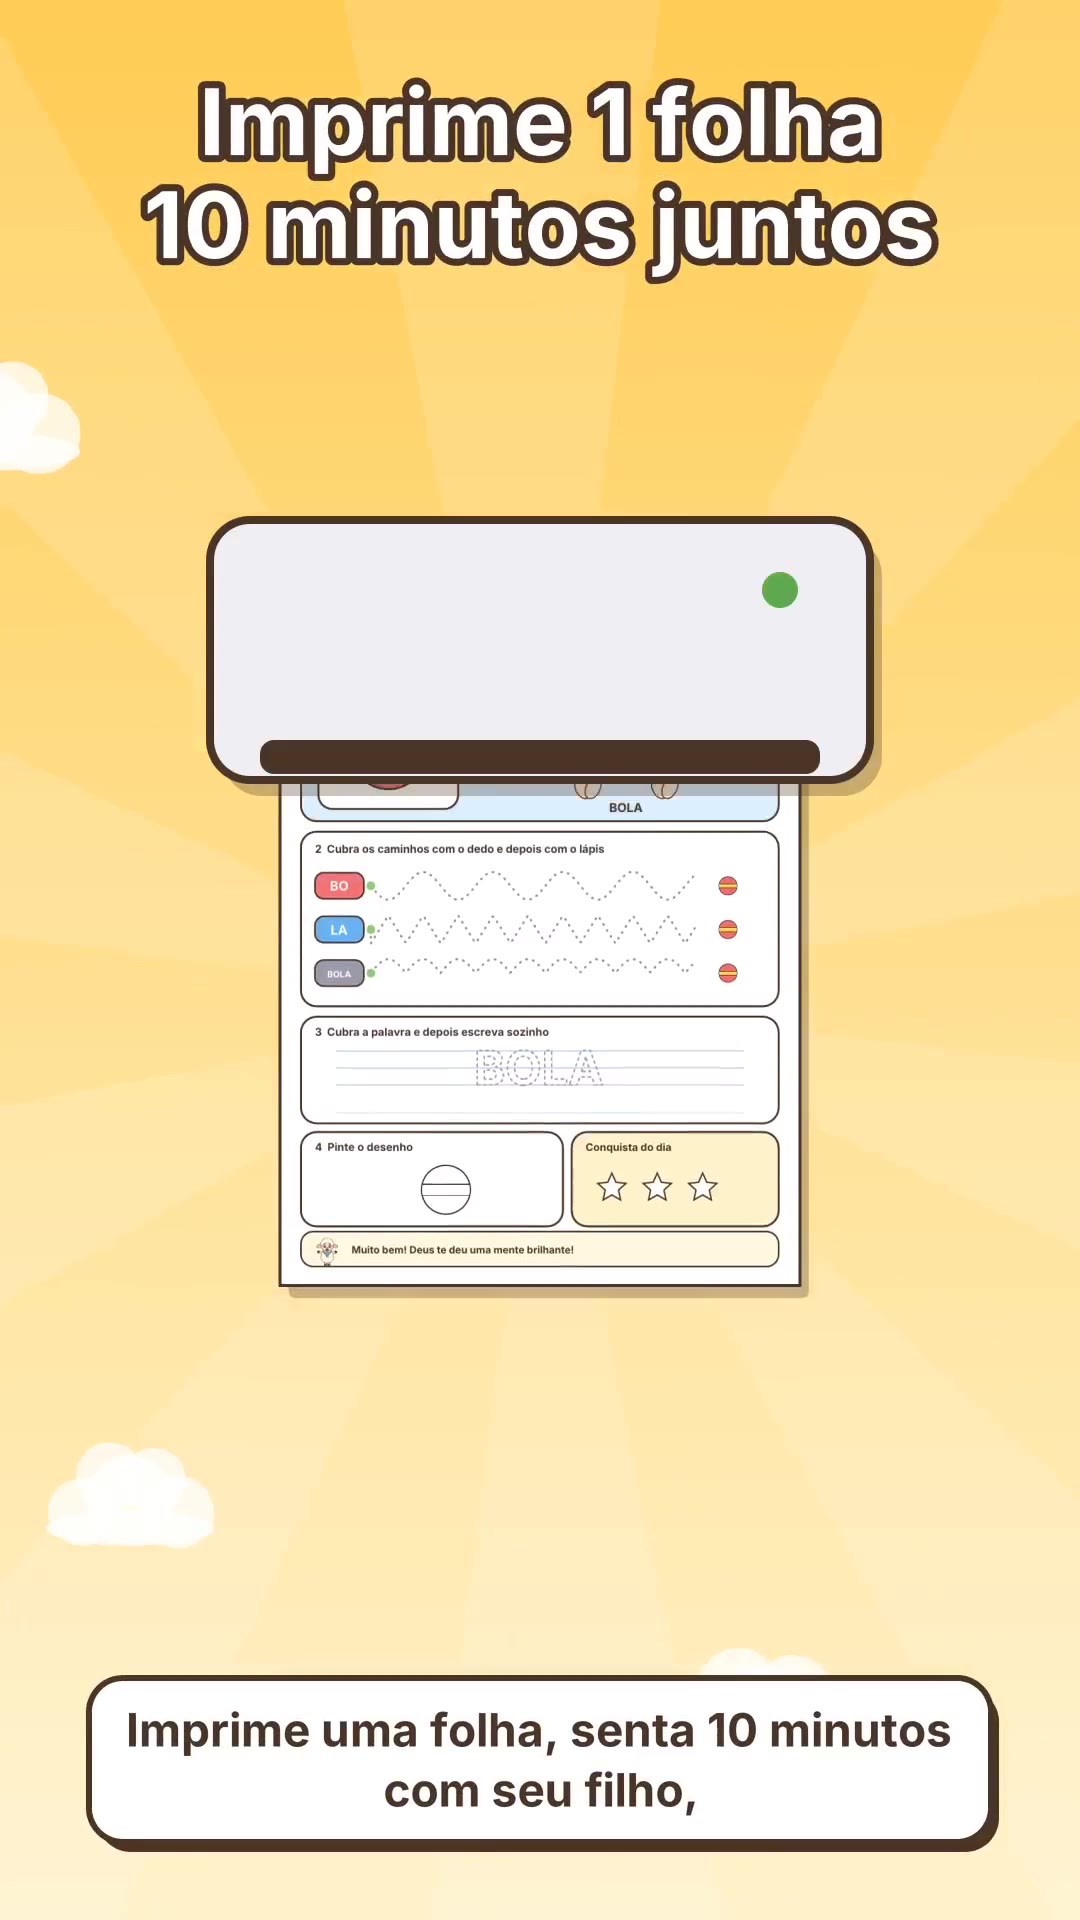 Imprime 1 folha
10 minutos juntos
BOLA
2 Cubra os caminhos com o dedo e depois com o lápis
BO
LA
BOLA
3 Cubra a palavra e depois escreva sozinho
BOLA
4 Pinte o desenho
Conquista do dia
Muito bem! Deus te deu uma mente brilhante!
Imprime uma folha, senta 10 minutos
com seu filho,